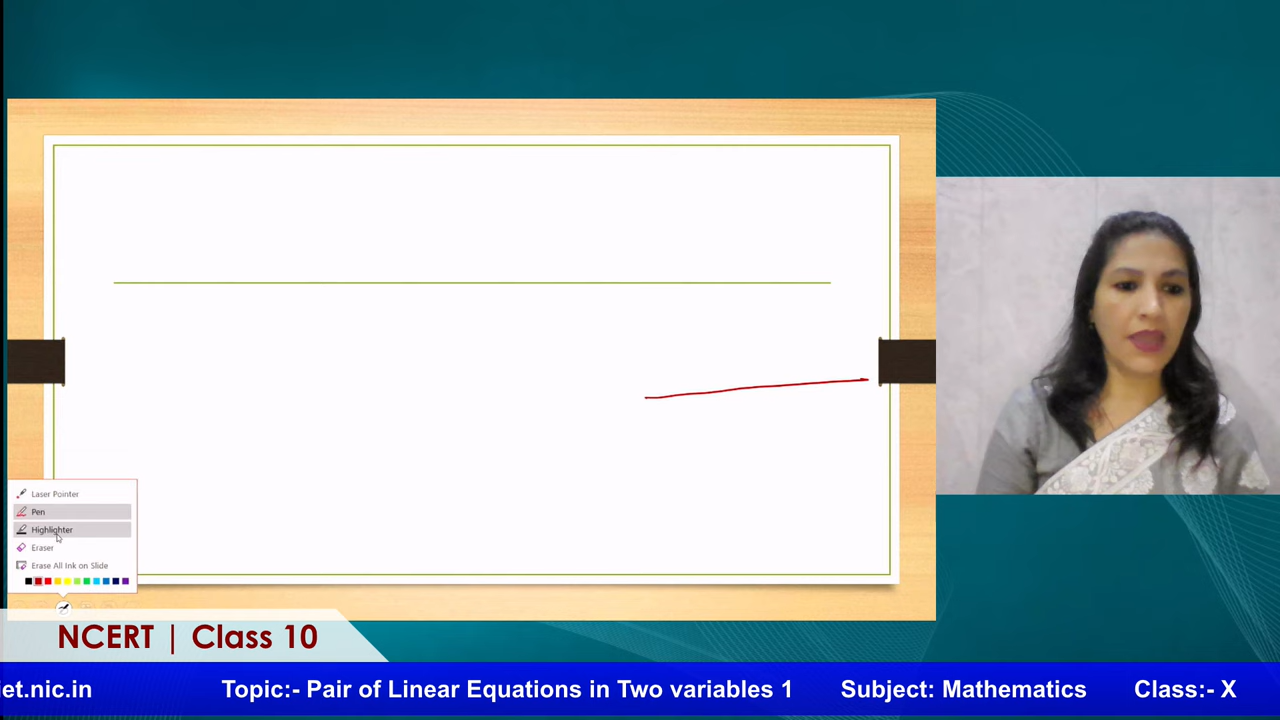 Laser Pointer
Pen
Highlighter
Eraser
Erase All Ink on Slide
NCERT | Class 10
iet.nic.in Topic:- Pair of Linear Equations in Two variables 1 Subject: Mathematics Class:- X